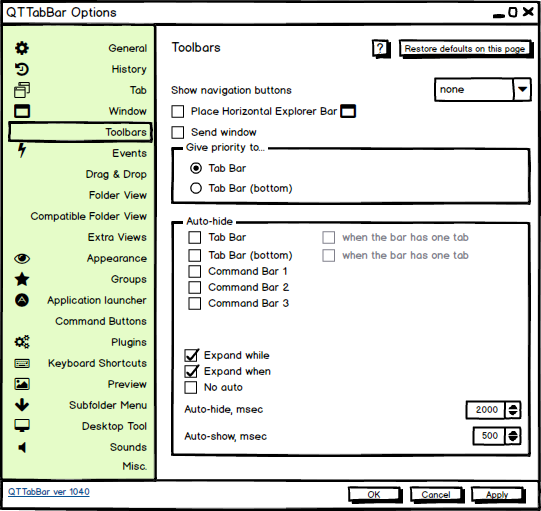 QTTabBar Options
General
History
Tab
Window
Toolbars
Events
Drag & Drop
Folder View
Compatible Folder View
Extra Views
Appearance
Groups
Application launcher
Command Buttons
Plugins
Keyboard Shortcuts
Preview
Subfolder Menu
Desktop Tool
Sounds
Misc.
Toolbars
?
Restore defaults on this page
Show navigation buttons
none
Place Horizontal Explorer Bar
Send window
Give priority to...
Tab Bar
Tab Bar (bottom)
Auto-hide
Tab Bar when the bar has one tab
Tab Bar (bottom) when the bar has one tab
Command Bar 1
Command Bar 2
Command Bar 3
Expand while
Expand when
No auto
Auto-hide, msec 2000
Auto-show, msec 500
QTTabBar ver 1040
OK Cancel Apply